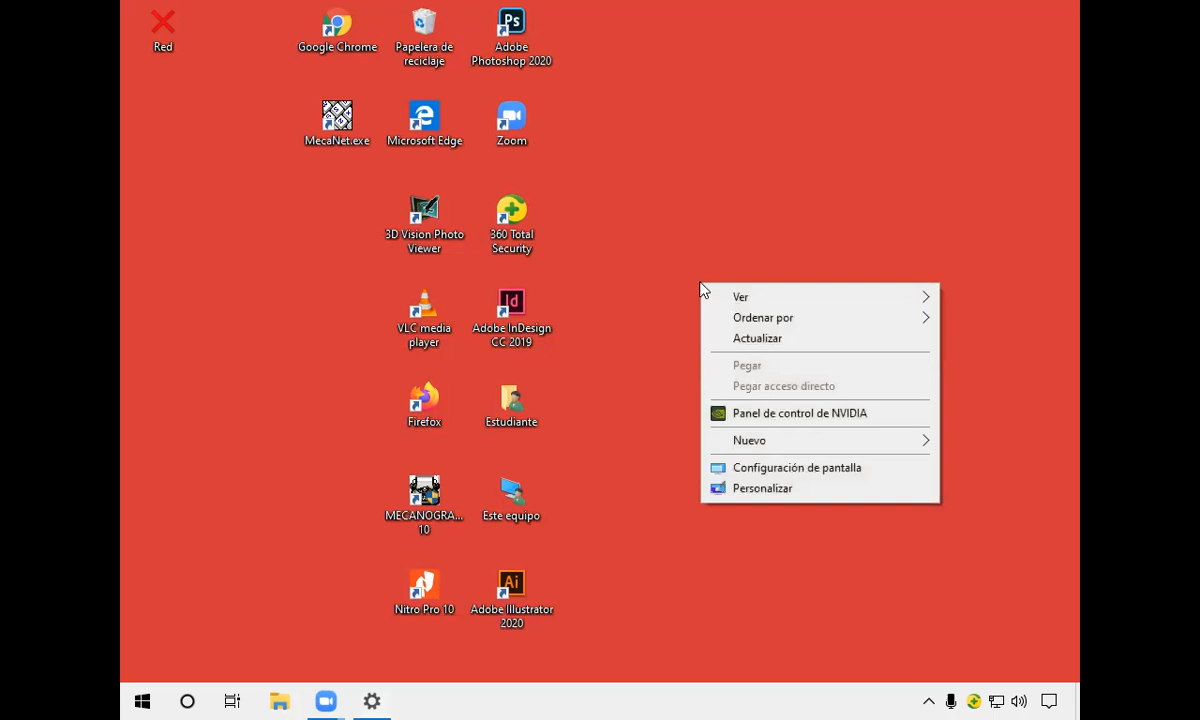 Red
Google Chrome
Papelera de
reciclaje
Ps
Adobe
Photoshop 2020
MecaNet.exe
Microsoft Edge
Zoom
3D Vision Photo
Viewer
360 Total
Security
VLC media
player
Id
Adobe InDesign
CC 2019
Firefox
Estudiante
MECANOGRA...
10
Este equipo
Nitro Pro 10
Ai
Adobe Illustrator
2020
Ver
Ordenar por
Actualizar
Pegar
Pegar acceso directo
Panel de control de NVIDIA
Nuevo
Configuración de pantalla
Personalizar